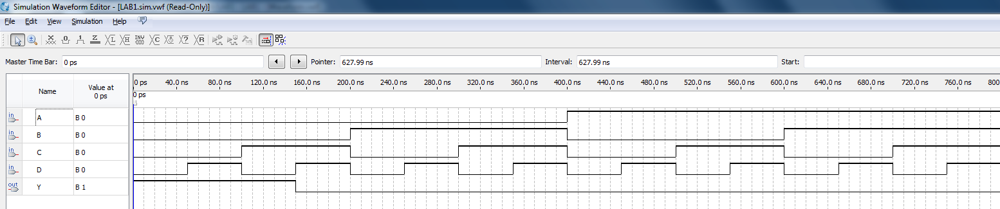 Simulation Waveform Editor - [LAB1.sim.vwf (Read-Only)]
File Edit View Simulation Help
Master Time Bar: 0 ps Pointer: 627.99 ns Interval: 627.99 ns Start:
Name Value at 0 ps
0 ps 40.0 ns 80.0 ns 120.0 ns 160.0 ns 200.0 ns 240.0 ns 280.0 ns 320.0 ns 360.0 ns 400.0 ns 440.0 ns 480.0 ns 520.0 ns 560.0 ns 600.0 ns 640.0 ns 680.0 ns 720.0 ns 760.0 ns 800
0 ps
in A B 0
in B B 0
in C B 0
in D B 0
out Y B 1